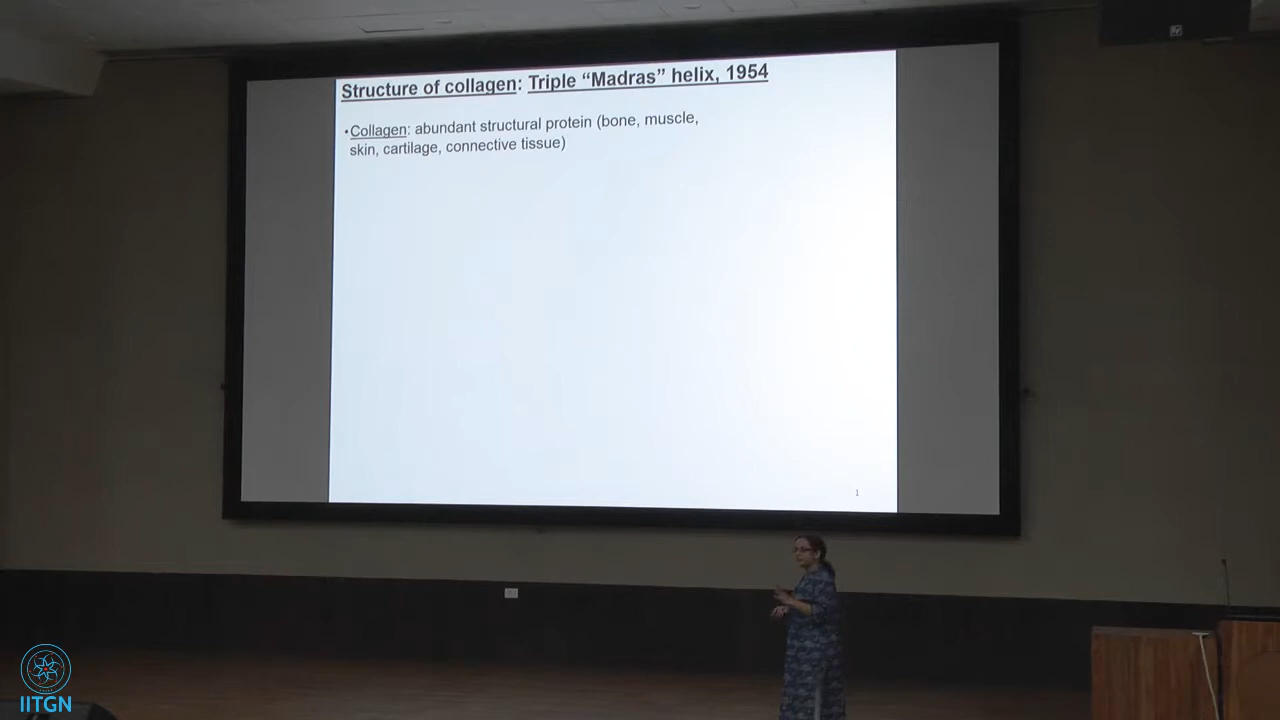 Structure of collagen: Triple “Madras” helix, 1954
•Collagen: abundant structural protein (bone, muscle,
skin, cartilage, connective tissue)
1
IITGN